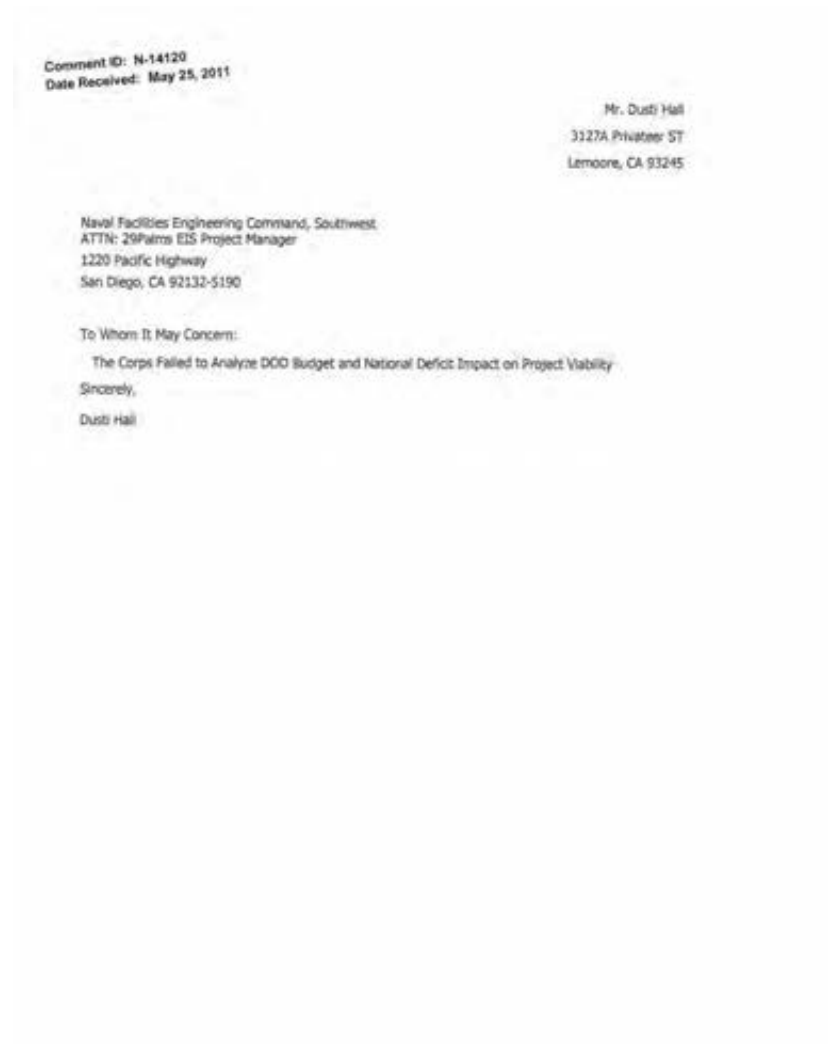 Comment ID: N-14120
Date Received: May 25, 2011
Mr. Dusti Hall
3127A Privateer ST
Lemoore, CA 93245
Naval Facilities Engineering Command, Southwest
ATTN: 29Palms EIS Project Manager
1220 Pacific Highway
San Diego, CA 92132-5190
To Whom It May Concern:
The Corps Failed to Analyze DOD Budget and National Deficit Impact on Project Viability
Sincerely,
Dusti Hall